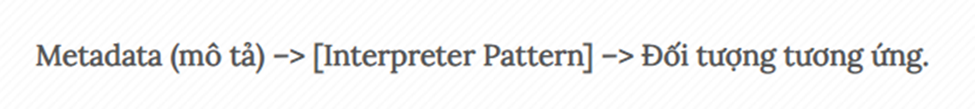 Metadata (mô tả) –> [Interpreter Pattern] –> Đối tượng tương ứng.